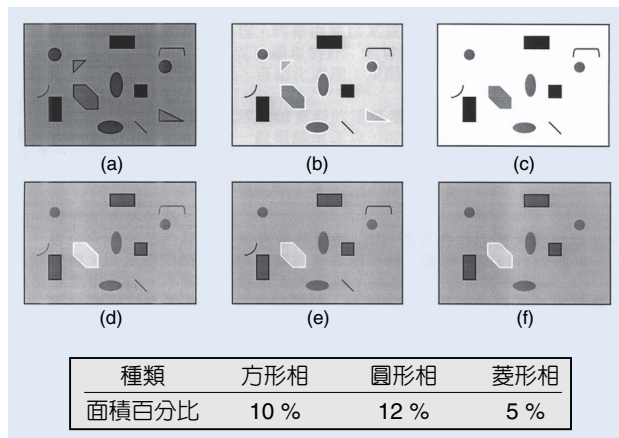 (a) (b) (c)
(d) (e) (f)
種類 方形相 圓形相 菱形相
面積百分比 10 % 12 % 5 %